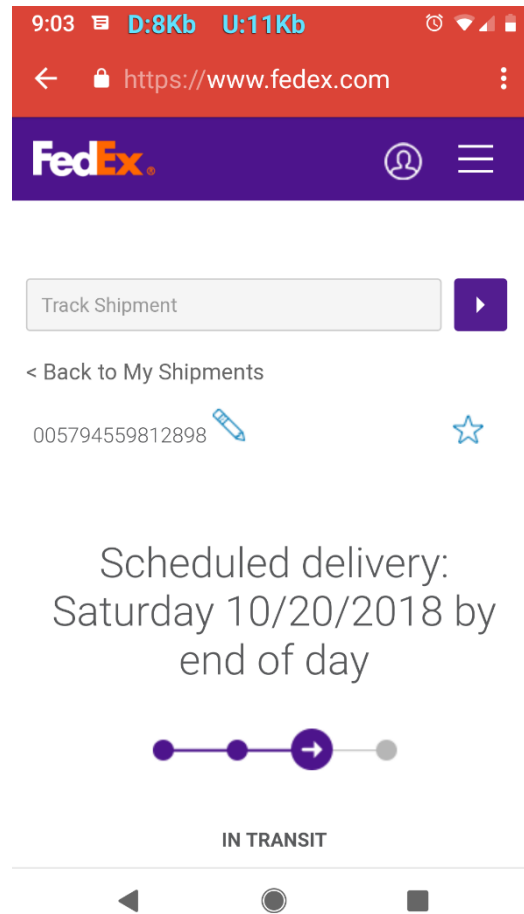 9:03 D:8Kb U:11Kb
https://www.fedex.com
FedEx®
Track Shipment
< Back to My Shipments
005794559812898
Scheduled delivery:
Saturday 10/20/2018 by
end of day
IN TRANSIT